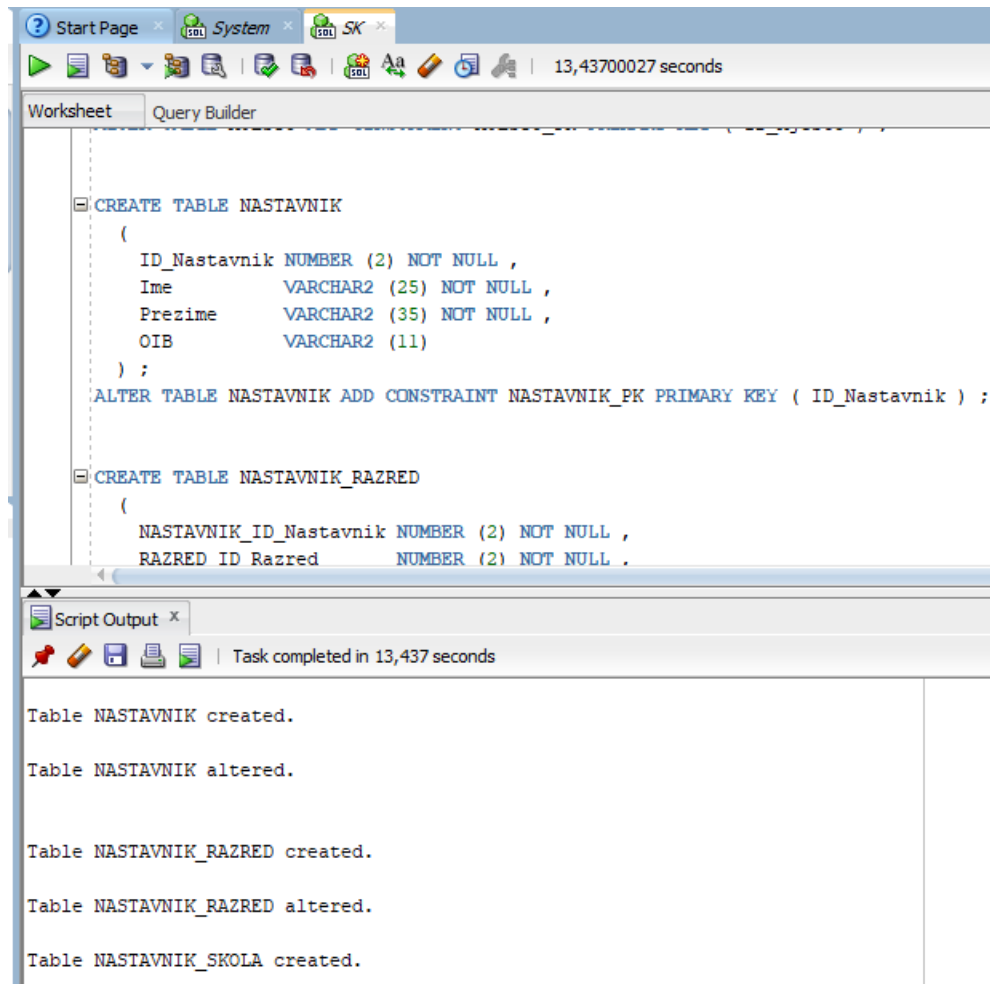 Start Page System SK
13,43700027 seconds
Worksheet Query Builder
CREATE TABLE NASTAVNIK
(
ID_Nastavnik NUMBER (2) NOT NULL ,
Ime VARCHAR2 (25) NOT NULL ,
Prezime VARCHAR2 (35) NOT NULL ,
OIB VARCHAR2 (11)
) ;
ALTER TABLE NASTAVNIK ADD CONSTRAINT NASTAVNIK_PK PRIMARY KEY ( ID_Nastavnik ) ;
CREATE TABLE NASTAVNIK_RAZRED
(
NASTAVNIK_ID_Nastavnik NUMBER (2) NOT NULL ,
RAZRED_ID_Razred NUMBER (2) NOT NULL ,
Script Output
Task completed in 13,437 seconds
Table NASTAVNIK created.
Table NASTAVNIK altered.
Table NASTAVNIK_RAZRED created.
Table NASTAVNIK_RAZRED altered.
Table NASTAVNIK_SKOLA created.